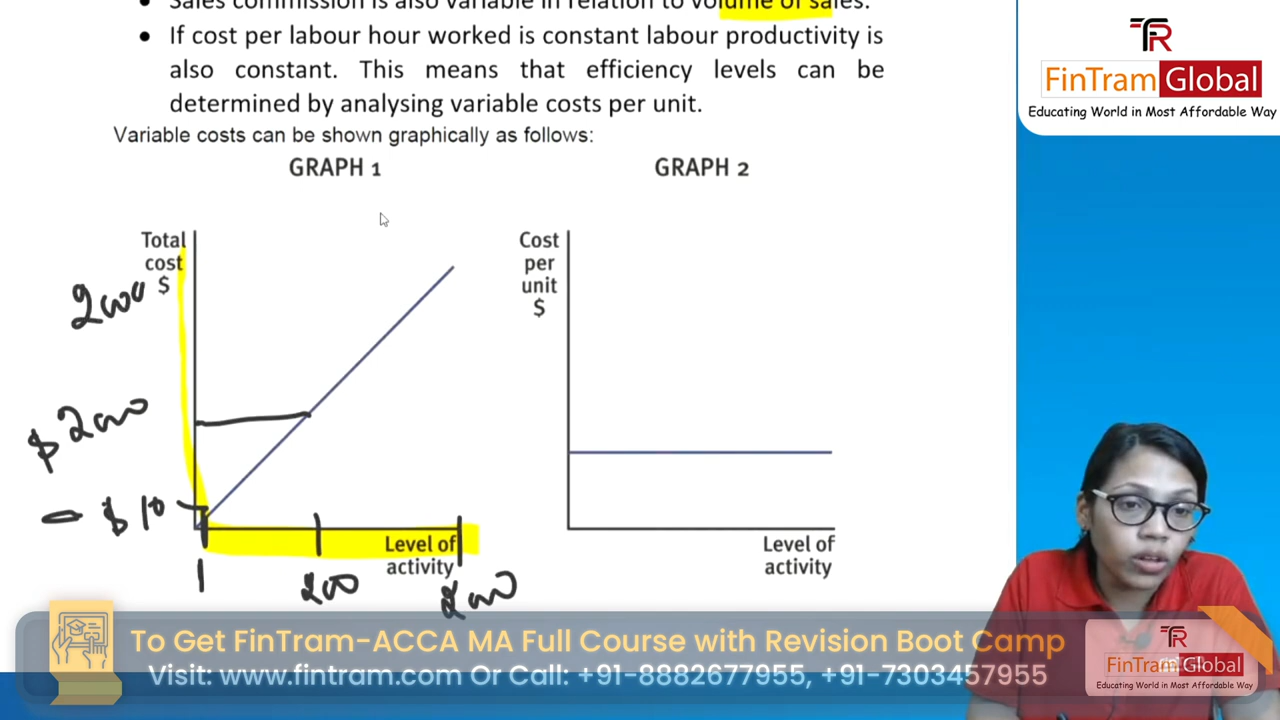 Sales commission is also variable in relation to volume of sales.
• If cost per labour hour worked is constant labour productivity is
also constant. This means that efficiency levels can be
determined by analysing variable costs per unit.
Variable costs can be shown graphically as follows:
GRAPH 1
GRAPH 2
Total
cost
$
2000
$2000
- $10
1
200
Level of
activity
Cost
per
unit
$
Level of
activity
TR
FinTram Global
Educating World in Most Affordable Way
To Get FinTram-ACCA MA Full Course with Revision Boot Camp
Visit: www.fintram.com Or Call: +91-8882677955, +91-7303457955
TR
FinTram Global
Educating World in Most Affordable Way